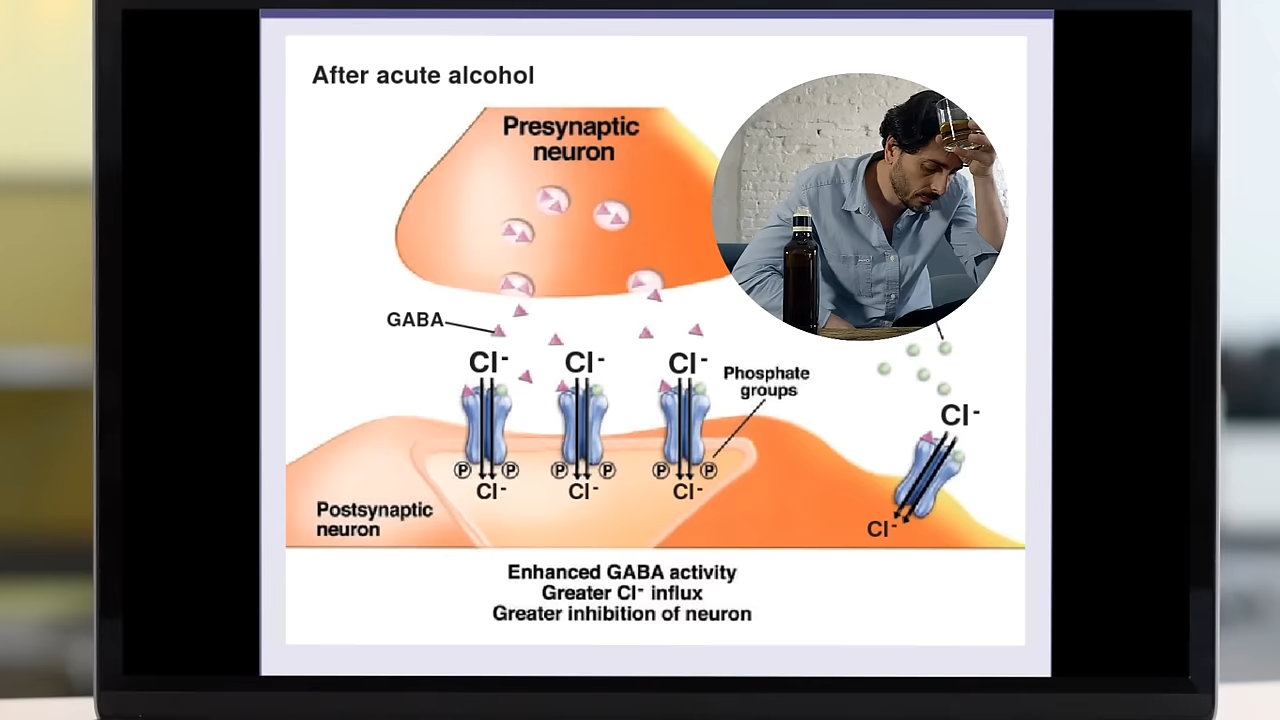 After acute alcohol
Presynaptic
neuron
GABA
Cl-
Cl-
Cl-
Phosphate
groups
Cl-
P
P
P
P
P
P
Cl-
Cl-
Cl-
Postsynaptic
neuron
Cl-
Enhanced GABA activity
Greater Cl- influx
Greater inhibition of neuron